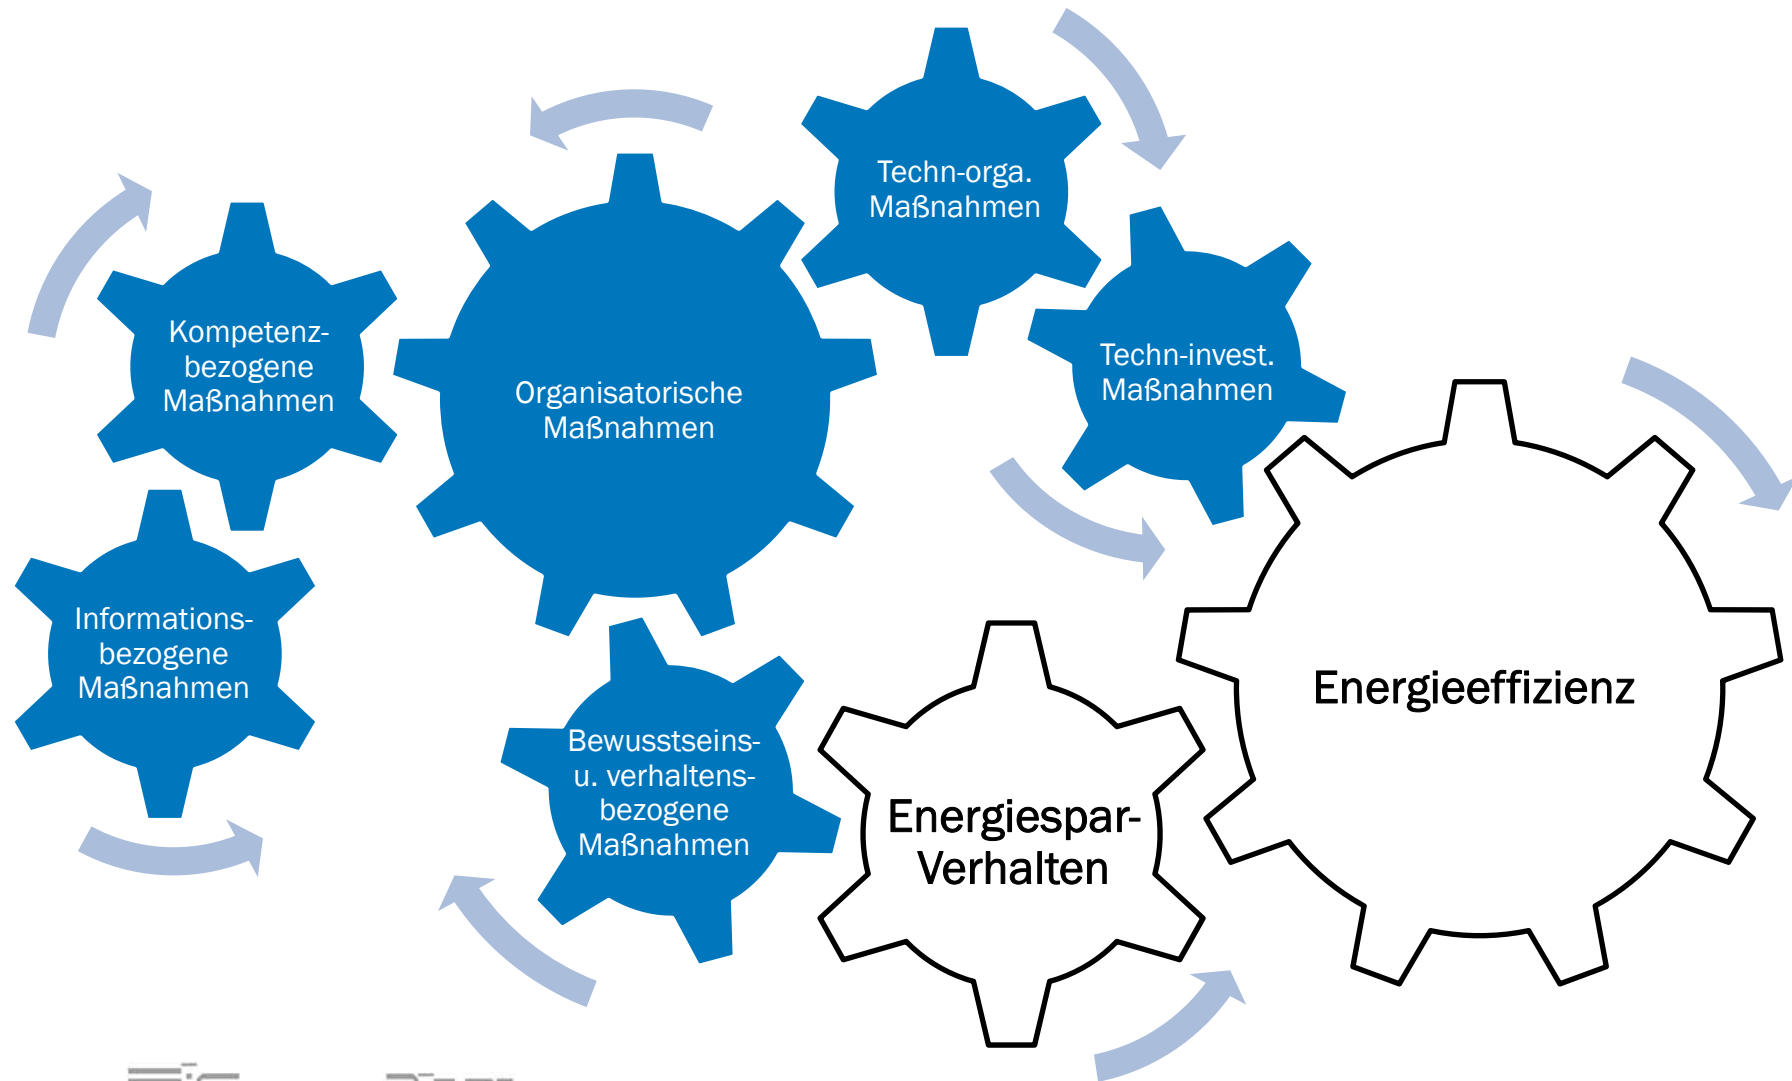 Techn-orga.
Maßnahmen
Kompetenz-
bezogene
Maßnahmen
Organisatorische
Maßnahmen
Techn-invest.
Maßnahmen
Informations-
bezogene
Maßnahmen
Bewusstseins-
u. verhaltens-
bezogene
Maßnahmen
Energiespar-
Verhalten
Energieeffizienz